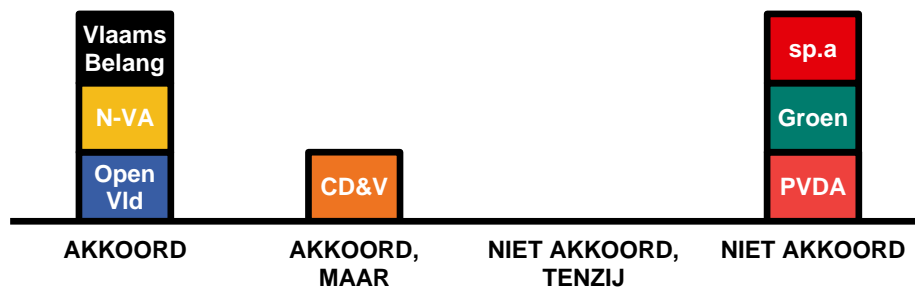 Vlaams
Belang
N-VA
Open
Vld
CD&V
sp.a
Groen
PVDA
AKKOORD
AKKOORD,
MAAR
NIET AKKOORD,
TENZIJ
NIET AKKOORD